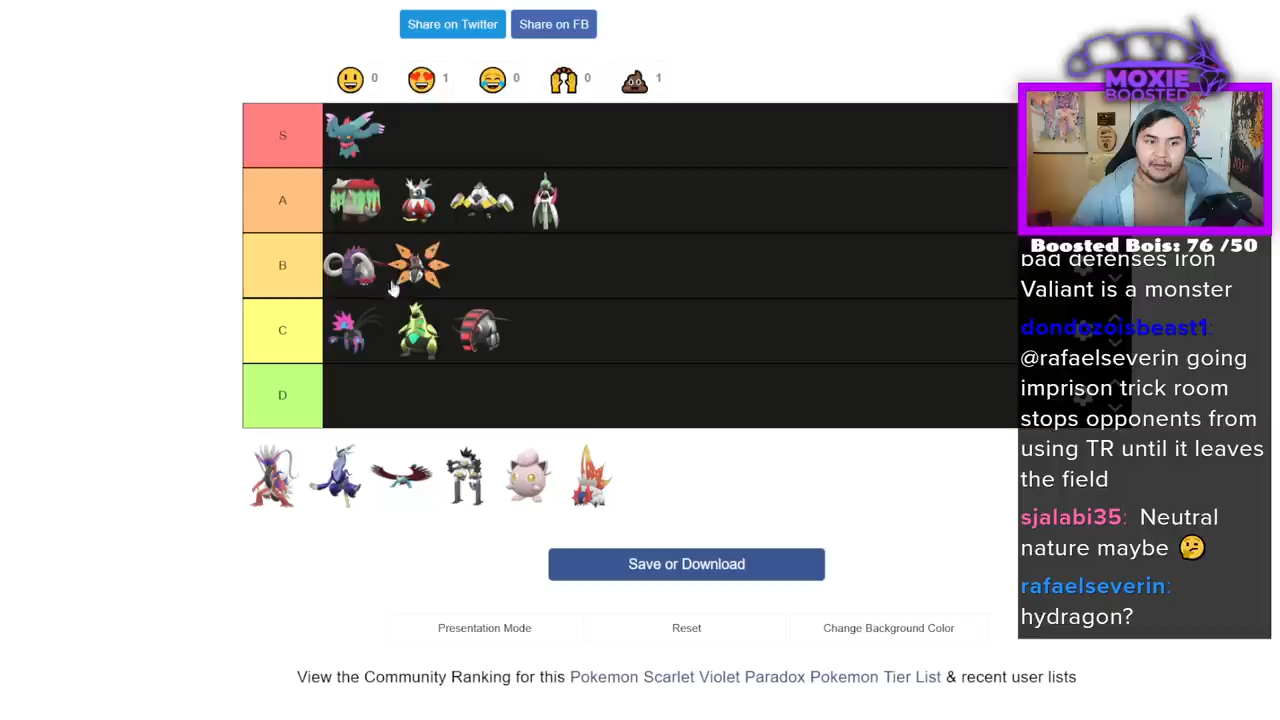 Share on Twitter
Share on FB
0
1
0
0
1
S
A
B
C
D
Save or Download
Presentation Mode
Reset
Change Background Color
View the Community Ranking for this Pokemon Scarlet Violet Paradox Pokemon Tier List & recent user lists
MOXIE
BOOSTED
Boosted Bois: 76 /50
bad defenses iron
Valiant is a monster
dondozoisbeast1:
@rafaelseverin going
imprison trick room
stops opponents from
using TR until it leaves
the field
sjalabi35: Neutral
nature maybe 🤔
rafaelseverin:
hydragon?